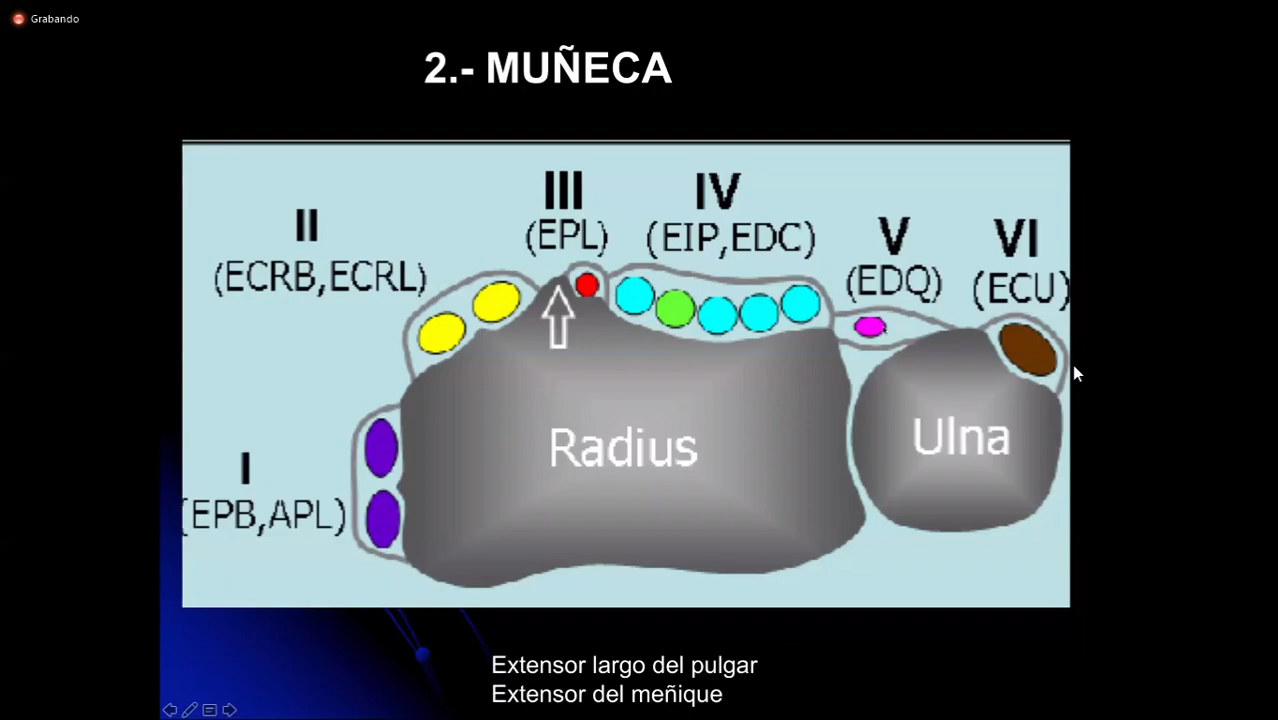 Grabando
2.- MUÑECA
III
(EPL)
IV
(EIP,EDC)
II
(ECRB,ECRL)
V
(EDQ)
VI
(ECU)
Radius
Ulna
I
(EPB,APL)
Extensor largo del pulgar
Extensor del meñique